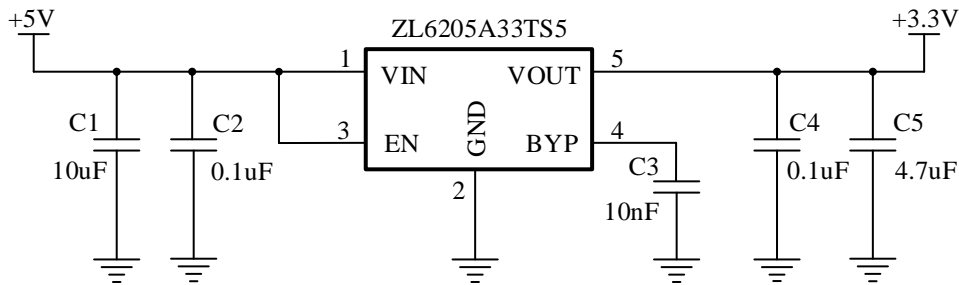 +5V
ZL6205A33TS5
+3.3V
1
VIN
VOUT
5
C1
10uF
C2
0.1uF
3
EN
GND
BYP
4
2
C3
10nF
C4
0.1uF
C5
4.7uF